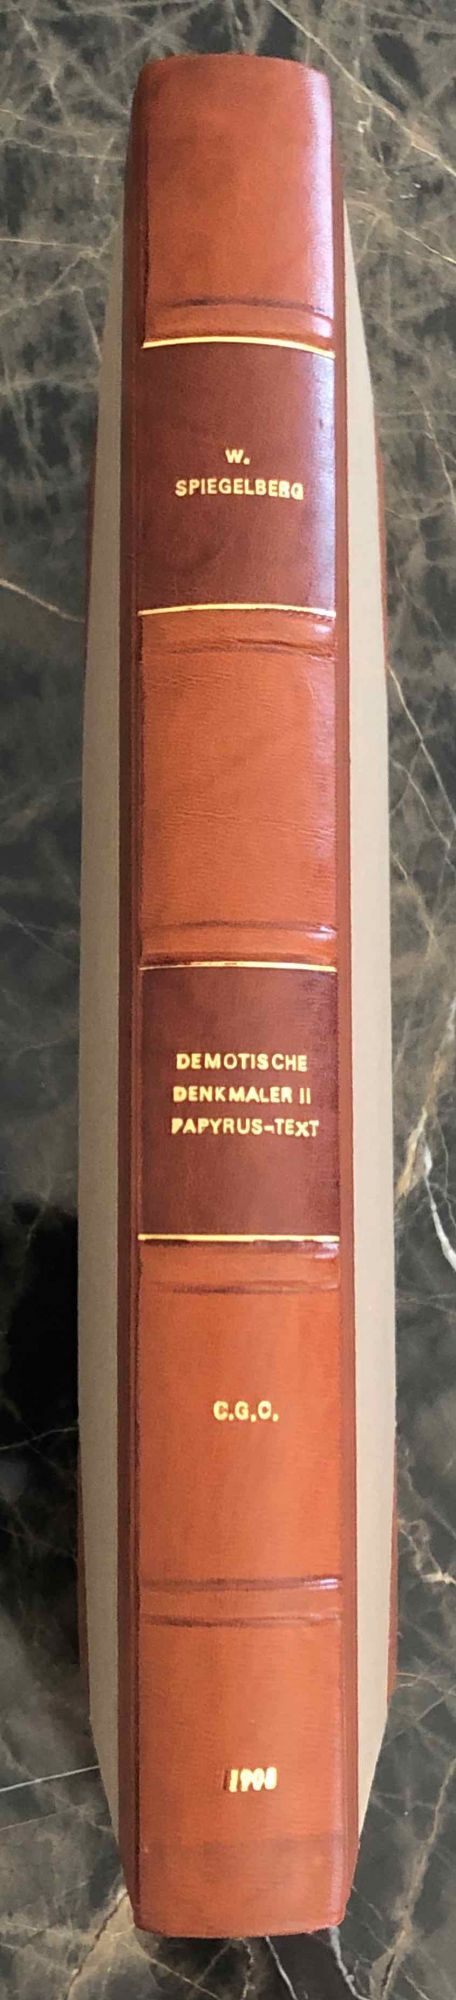 W.
SPIEGELBERG
DEMOTISCHE
DENKMALER II
PAPYRUS-TEXT
C.G.C.
1908